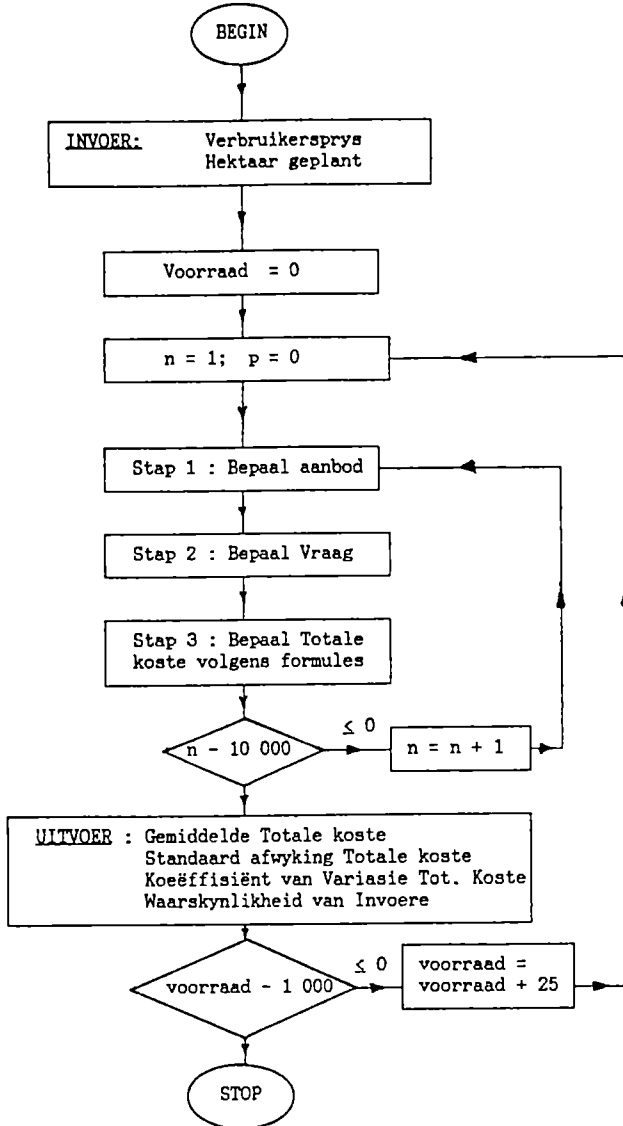 BEGIN
INVOER: Verbruikersprys
Hektaar geplant
Voorraad = 0
n = 1; p = 0
Stap 1 : Bepaal aanbod
Stap 2 : Bepaal Vraag
Stap 3 : Bepaal Totale
koste volgens formules
n - 10 000
≤ 0
n = n + 1
UITVOER : Gemiddelde Totale koste
Standaard afwyking Totale koste
Koeëffisiënt van Variasie Tot. Koste
Waarskynlikheid van Invoere
voorraad - 1 000
≤ 0
voorraad =
voorraad + 25
STOP